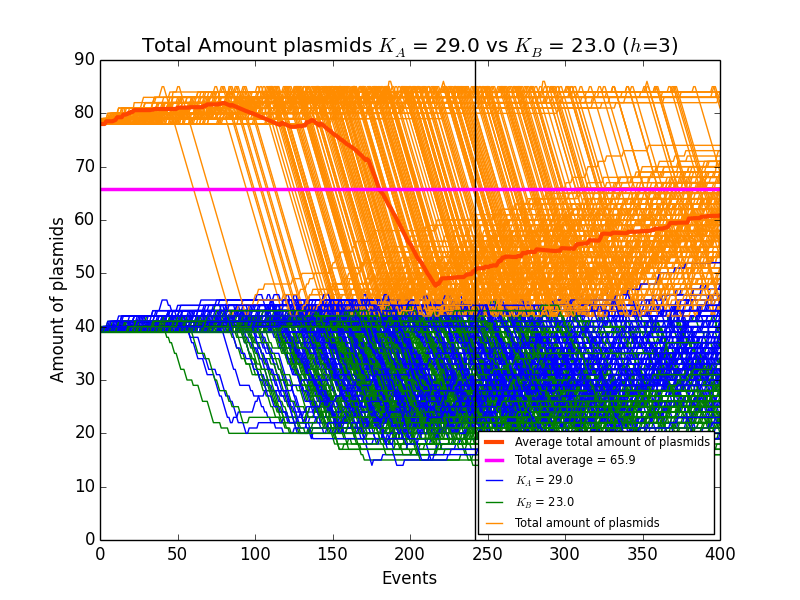 Total Amount plasmids K_A = 29.0 vs K_B = 23.0 (h=3)
90
80
70
60
50
40
30
20
10
0
Amount of plasmids
Average total amount of plasmids
Total average = 65.9
K_A = 29.0
K_B = 23.0
Total amount of plasmids
0 50 100 150 200 250 300 350 400
Events